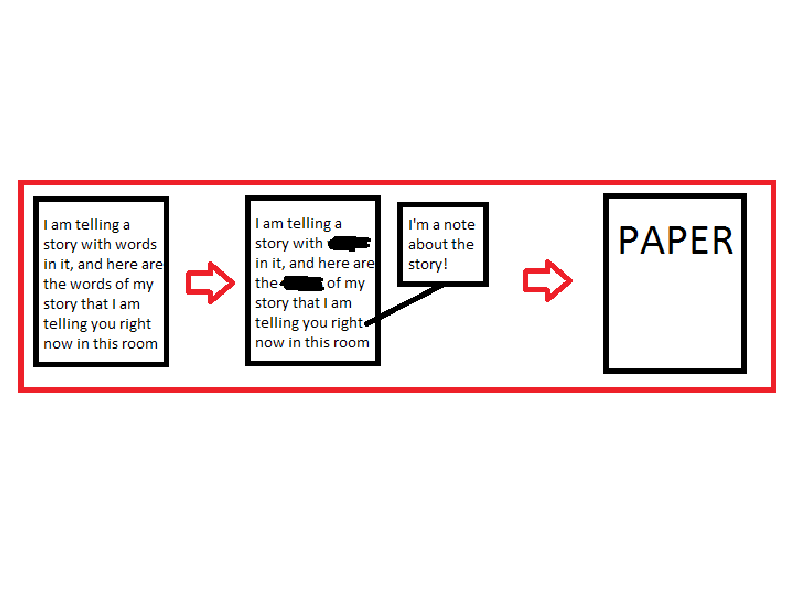 I am telling a
story with words
in it, and here are
the words of my
story that I am
telling you right
now in this room
I am telling a
story with
in it, and here are
the of my
story that I am
telling you right
now in this room
I'm a note
about the
story!
PAPER